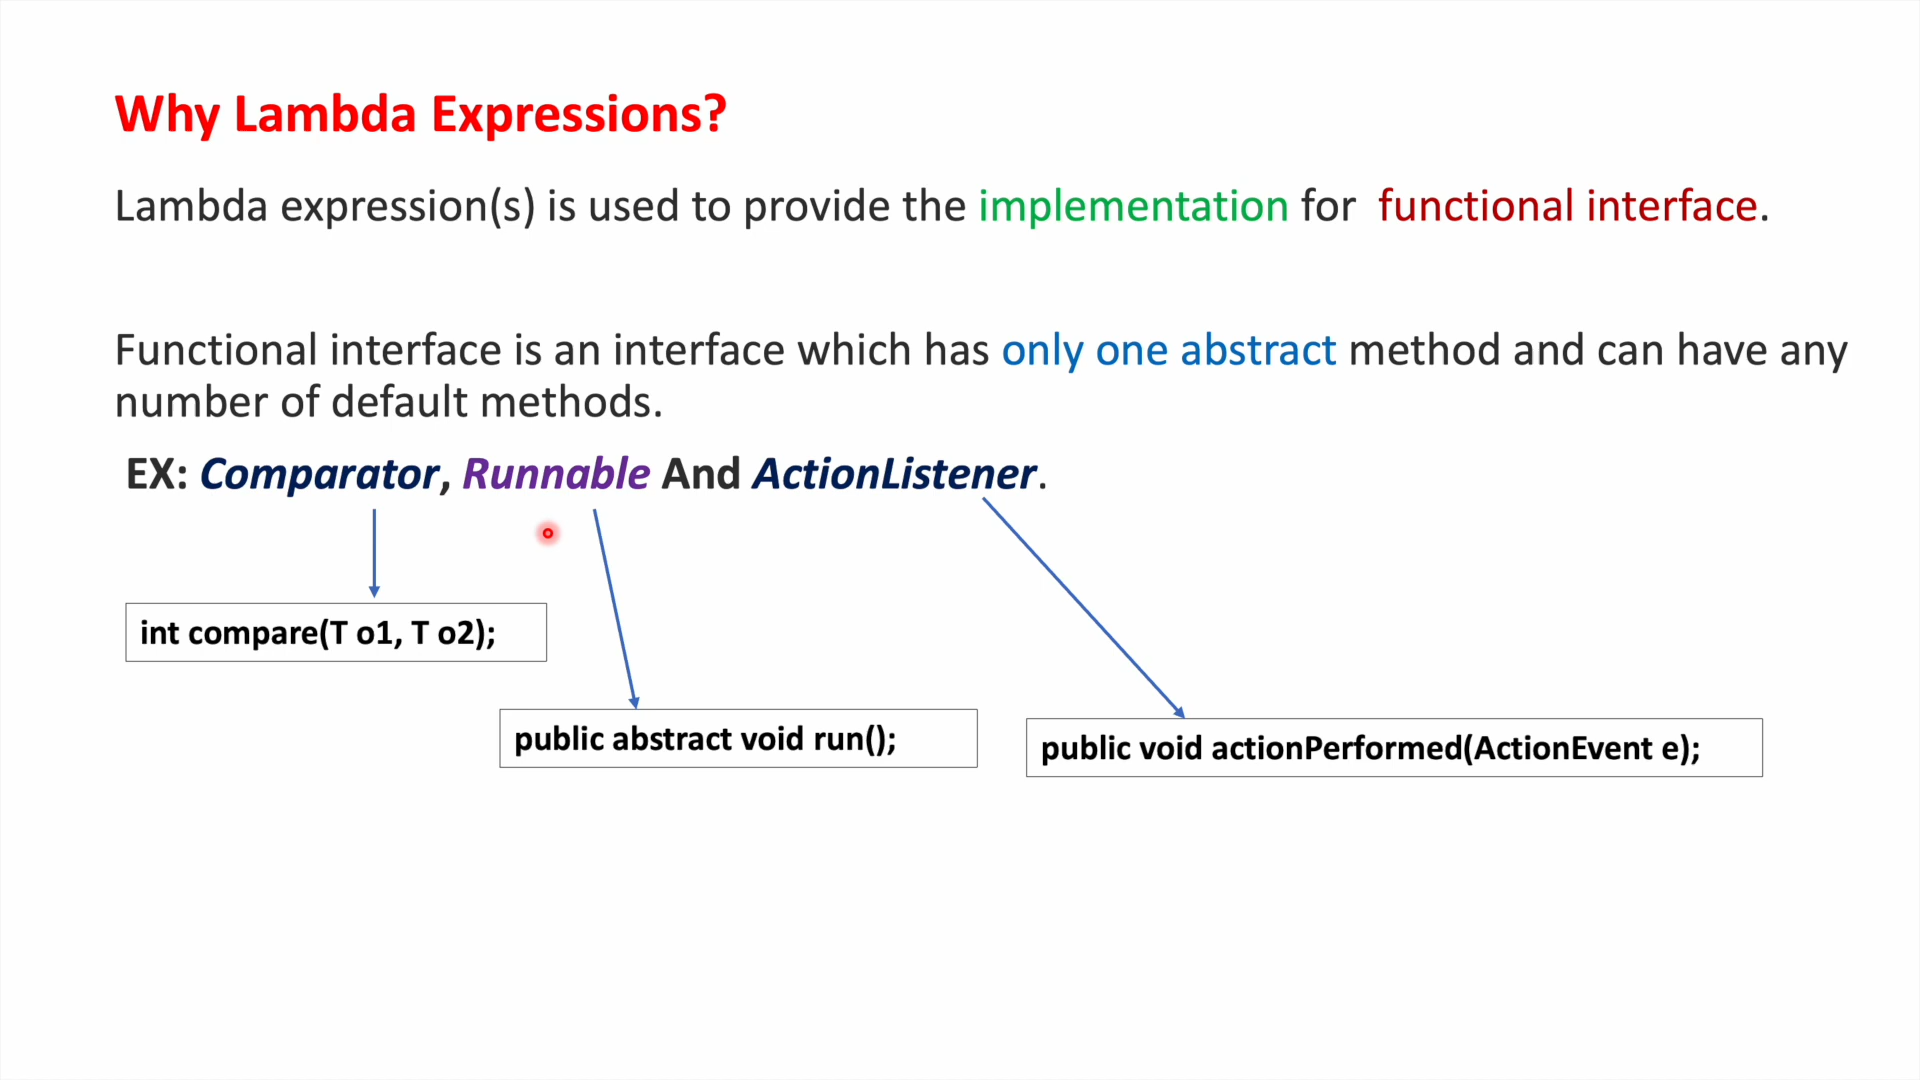 Why Lambda Expressions?
Lambda expression(s) is used to provide the implementation for functional interface.
Functional interface is an interface which has only one abstract method and can have any
number of default methods.
EX: Comparator, Runnable And ActionListener.
int compare(T o1, T o2);
public abstract void run();
public void actionPerformed(ActionEvent e);